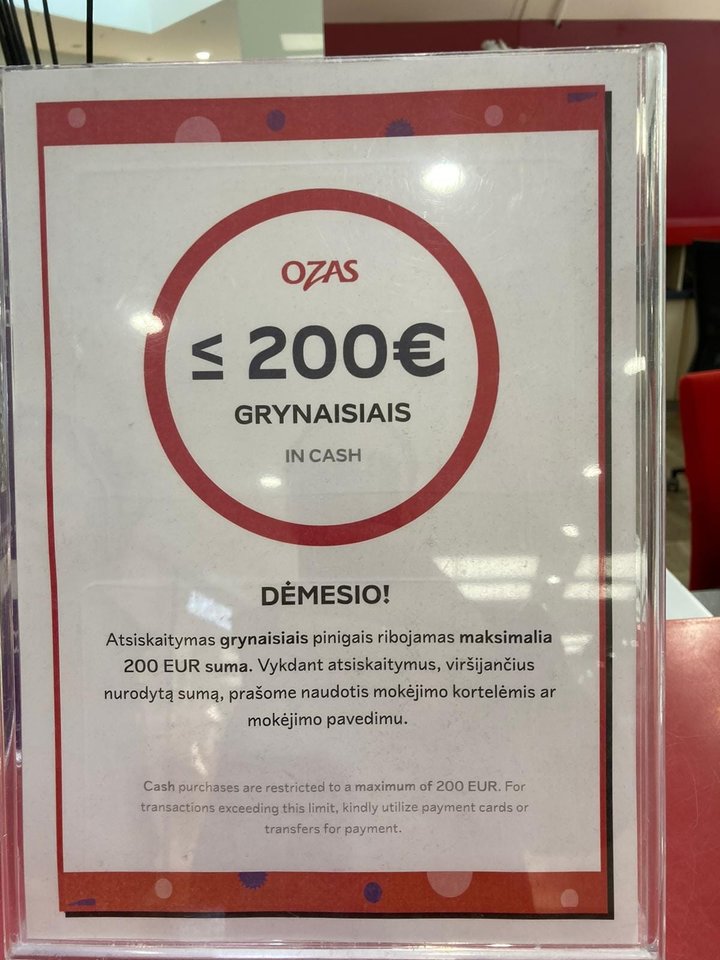 OZAS
≤ 200€
GRYNAISIAIS
IN CASH
DĖMESIO!
Atsiskaitymas grynaisiais pinigais ribojamas maksimalia
200 EUR suma. Vykdant atsiskaitymus, viršijančius
nurodytą sumą, prašome naudotis mokėjimo kortelėmis ar
mokėjimo pavedimu.
Cash purchases are restricted to a maximum of 200 EUR. For
transactions exceeding this limit, kindly utilize payment cards or
transfers for payment.